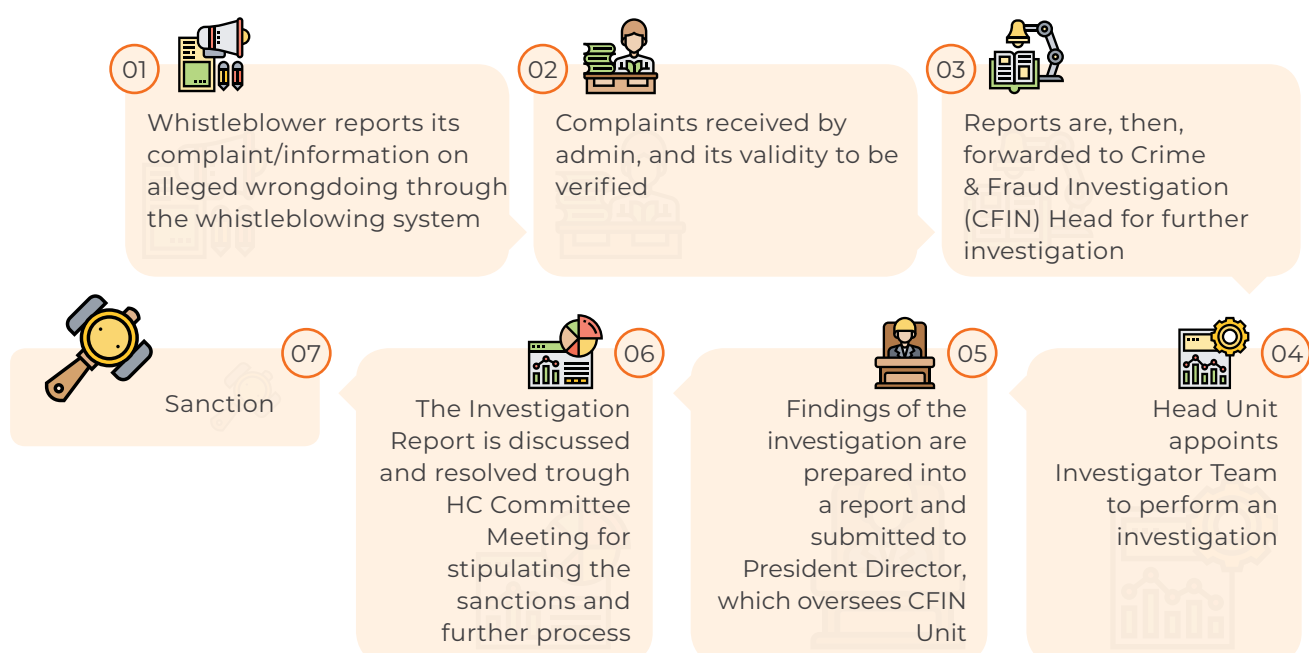 01
Whistleblower reports its
complaint/information on
alleged wrongdoing through
the whistleblowing system
02
Complaints received by
admin, and its validity to be
verified
03
Reports are, then,
forwarded to Crime
& Fraud Investigation
(CFIN) Head for further
investigation
04
Head Unit
appoints
Investigator Team
to perform an
investigation
05
Findings of the
investigation are
prepared into
a report and
submitted to
President Director,
which oversees CFIN
Unit
06
The Investigation
Report is discussed
and resolved trough
HC Committee
Meeting for
stipulating the
sanctions and
further process
07
Sanction